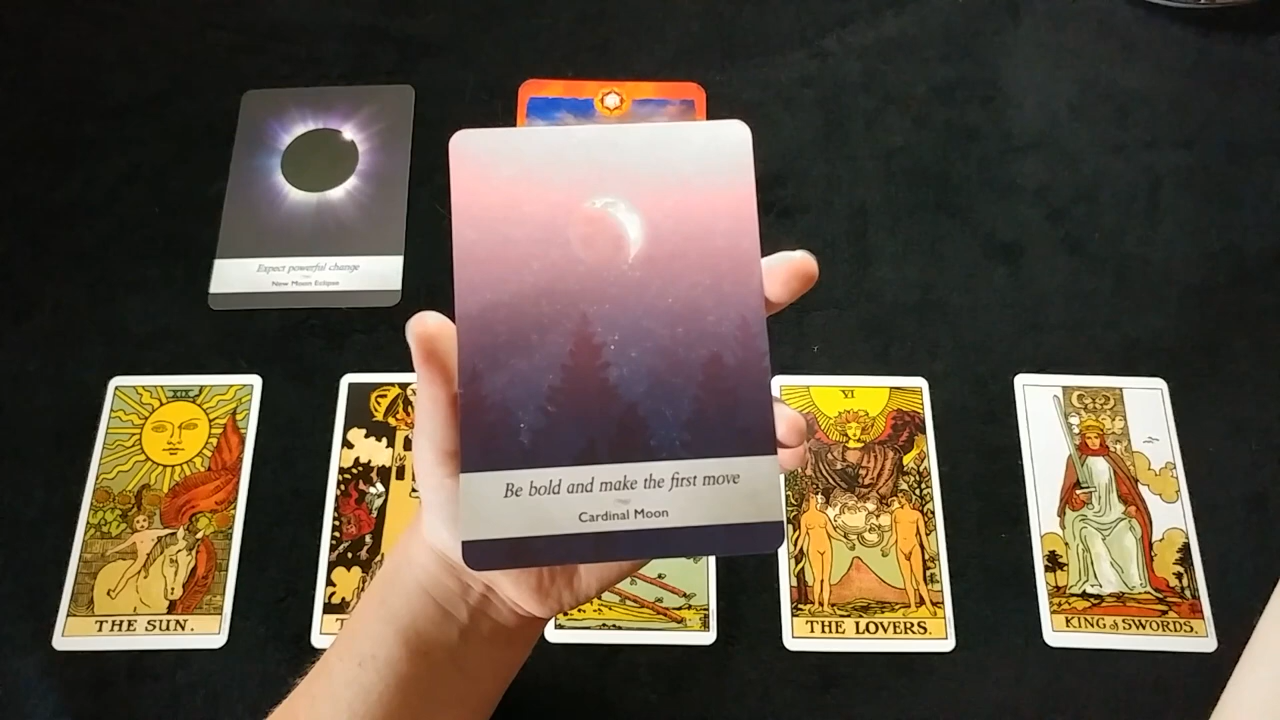 Expect powerful change
New Moon Eclipse
Be bold and make the first move
Cardinal Moon
XIX
THE SUN.
VI
THE LOVERS.
KING of SWORDS.